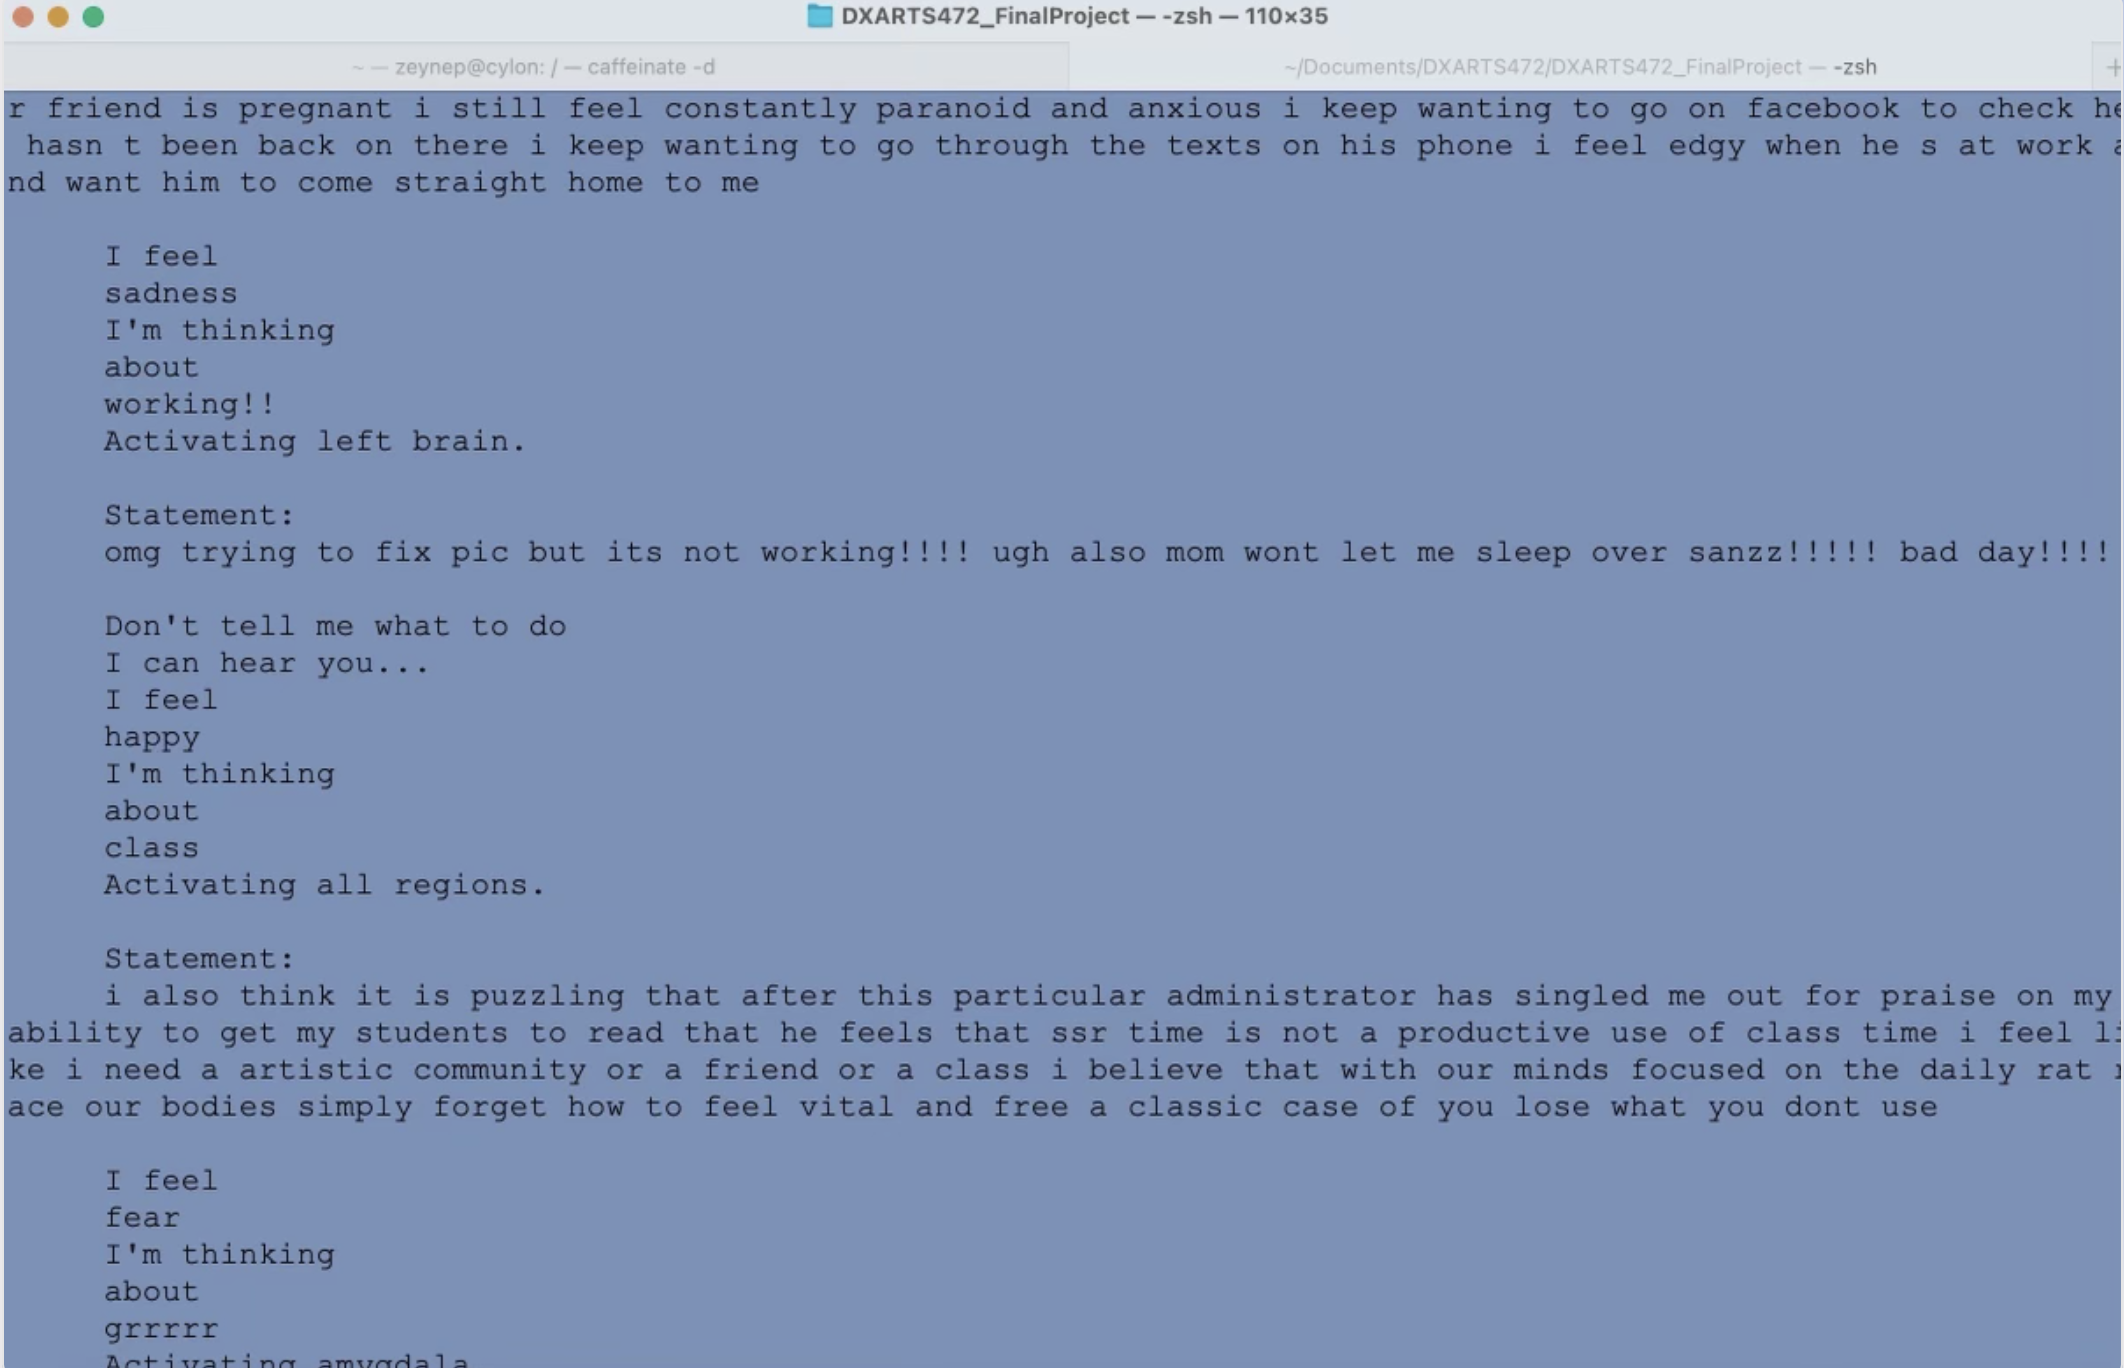 DXARTS472_FinalProject — -zsh — 110×35
~ — zeynep@cylon: / — caffeinate -d
~/Documents/DXARTS472/DXARTS472_FinalProject — -zsh
r friend is pregnant i still feel constantly paranoid and anxious i keep wanting to go on facebook to check he
hasn t been back on there i keep wanting to go through the texts on his phone i feel edgy when he s at work a
nd want him to come straight home to me
I feel
sadness
I'm thinking
about
working!!
Activating left brain.
Statement:
omg trying to fix pic but its not working!!!! ugh also mom wont let me sleep over sanzz!!!!! bad day!!!!
Don't tell me what to do
I can hear you...
I feel
happy
I'm thinking
about
class
Activating all regions.
Statement:
i also think it is puzzling that after this particular administrator has singled me out for praise on my
ability to get my students to read that he feels that ssr time is not a productive use of class time i feel li
ke i need a artistic community or a friend or a class i believe that with our minds focused on the daily rat r
ace our bodies simply forget how to feel vital and free a classic case of you lose what you dont use
I feel
fear
I'm thinking
about
grrrrr
Activating amygdala